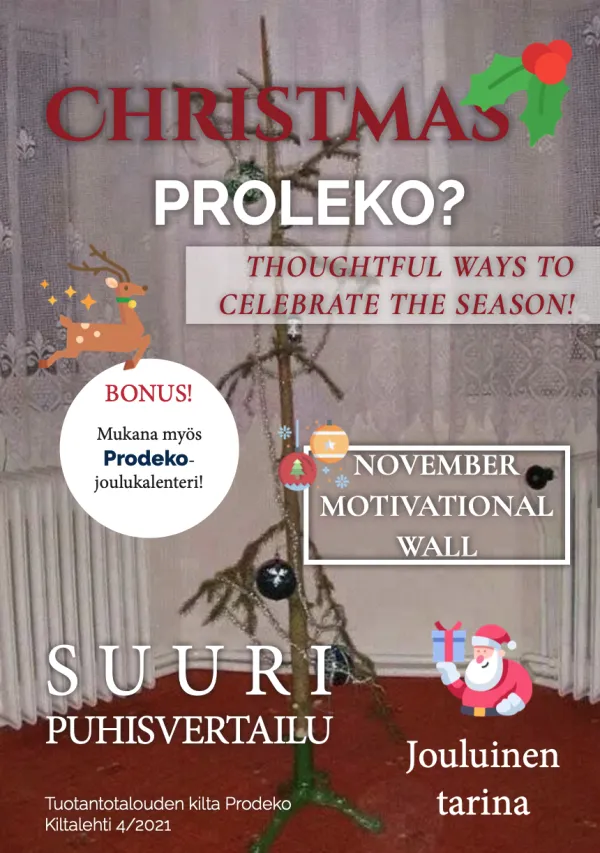 CHRISTMAS
PROLEKO?
THOUGHTFUL WAYS TO
CELEBRATE THE SEASON!
BONUS!
Mukana myös
Prodeko-
joulukalenteri!
NOVEMBER
MOTIVATIONAL
WALL
SUURI
PUHISVERTAILU
Jouluinen
tarina
Tuotantotalouden kilta Prodeko
Kiltalehti 4/2021